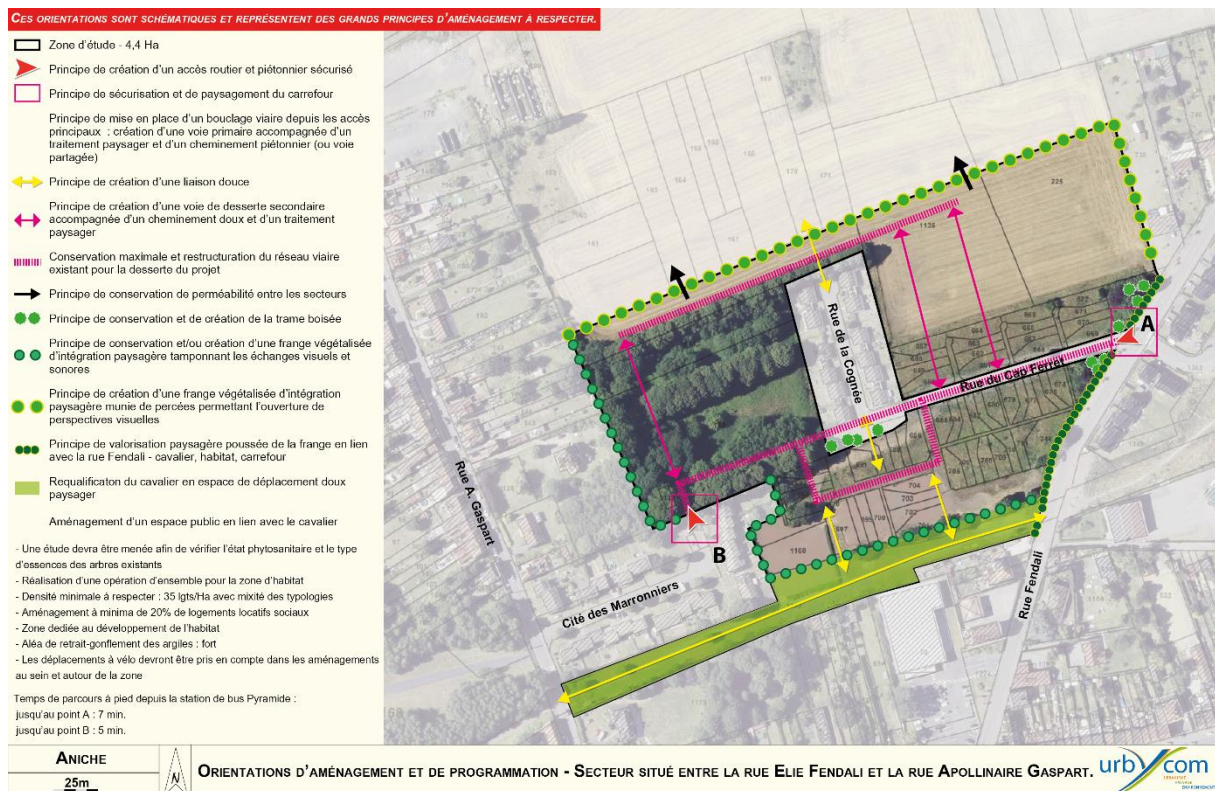 CES ORIENTATIONS SONT SCHÉMATIQUES ET REPRÉSENTENT DES GRANDS PRINCIPES D'AMÉNAGEMENT À RESPECTER.
Zone d'étude - 4,4 Ha
Principe de création d'un accès routier et piétonnier sécurisé
Principe de sécurisation et de paysagement du carrefour
Principe de mise en place d'un bouclage viaire depuis les accès
principaux : création d'une voie primaire accompagnée d'un
traitement paysager et d'un cheminement piétonnier (ou voie
partagée)
Principe de création d'une liaison douce
Principe de création d'une voie de desserte secondaire
accompagnée d'un cheminement doux et d'un traitement
paysager
Conservation maximale et restructuration du réseau viaire
existant pour la desserte du projet
Principe de conservation de perméabilité entre les secteurs
Principe de conservation et de création de la trame boisée
Principe de conservation et/ou création d'une frange végétalisée
d'intégration paysagère tamponnant les échanges visuels et
sonores
Principe de création d'une frange végétalisée d'intégration
paysagère munie de percées permettant l'ouverture de
perspectives visuelles
Principe de valorisation paysagère poussée de la frange en lien
avec la rue Fendali - cavalier, habitat, carrefour
Requalificaton du cavalier en espace de déplacement doux
paysager
Aménagement d'un espace public en lien avec le cavalier
- Une étude devra être menée afin de vérifier l'état phytosanitaire et le type
d'essences des arbres existants
- Réalisation d'une opération d'ensemble pour la zone d'habitat
- Densité minimale à respecter : 35 lgts/Ha avec mixité des typologies
- Aménagement à minima de 20% de logements locatifs sociaux
- Zone dediée au développement de l'habitat
- Aléa de retrait-gonflement des argiles : fort
- Les déplacements à vélo devront être pris en compte dans les aménagements
au sein et autour de la zone
Temps de parcours à pied depuis la station de bus Pyramide :
jusqu'au point A : 7 min.
jusqu'au point B : 5 min.
225
1136
Rue de la Cognée
A
Rue du Cap Ferret
Rue A. Gaspart
704
703
1160
B
Cité des Marronniers
Rue Fendali
ANICHE
25m
N
ORIENTATIONS D'AMÉNAGEMENT ET DE PROGRAMMATION - SECTEUR SITUÉ ENTRE LA RUE ELIE FENDALI ET LA RUE APOLLINAIRE GASPART.
urbycom